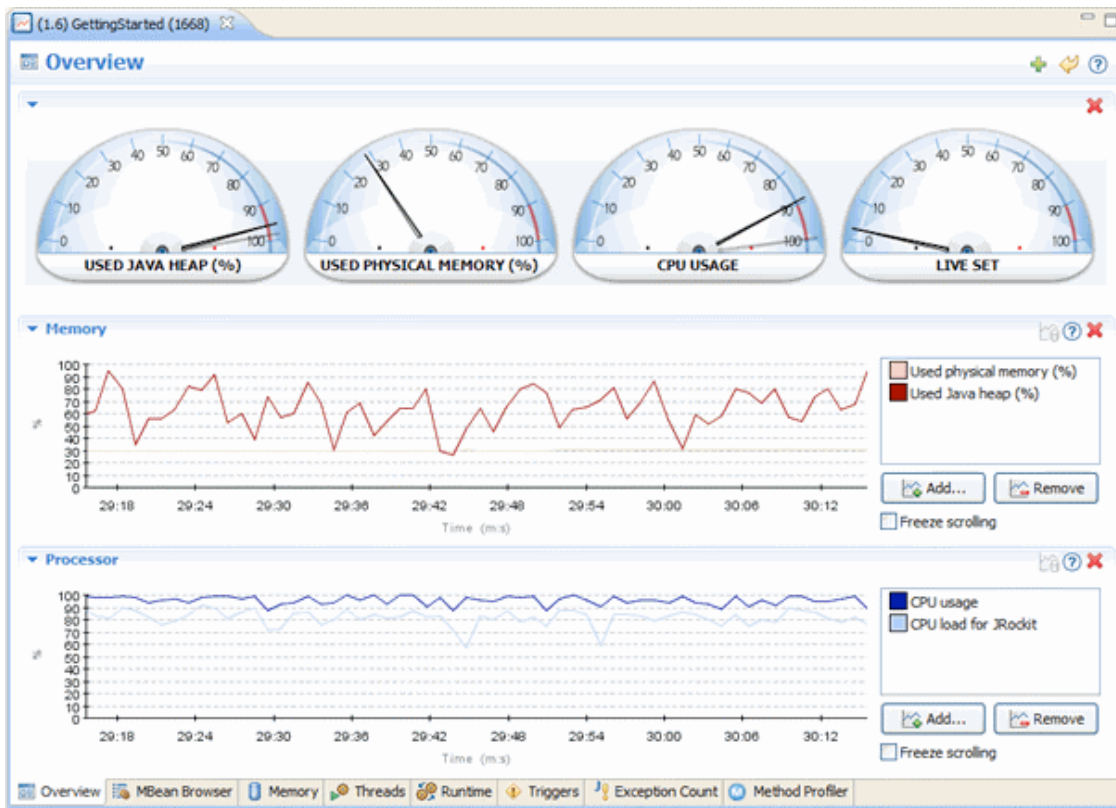 (1.6) GettingStarted (1668)
Overview
0 10 20 30 40 50 60 70 80 90 100
USED JAVA HEAP (%)
0 10 20 30 40 50 60 70 80 90 100
USED PHYSICAL MEMORY (%)
0 10 20 30 40 50 60 70 80 90 100
CPU USAGE
0 10 20 30 40 50 60 70 80 90 100
LIVE SET
Memory
100
90
80
70
60
50
40
30
20
10
0
%
29:18 29:24 29:30 29:36 29:42 29:48 29:54 30:00 30:06 30:12
Time (m:s)
Used physical memory (%)
Used Java heap (%)
Add... Remove
Freeze scrolling
Processor
100
90
80
70
60
50
40
30
20
10
0
%
29:18 29:24 29:30 29:36 29:42 29:48 29:54 30:00 30:06 30:12
Time (m:s)
CPU usage
CPU load for JRockit
Add... Remove
Freeze scrolling
Overview MBean Browser Memory Threads Runtime Triggers Exception Count Method Profiler